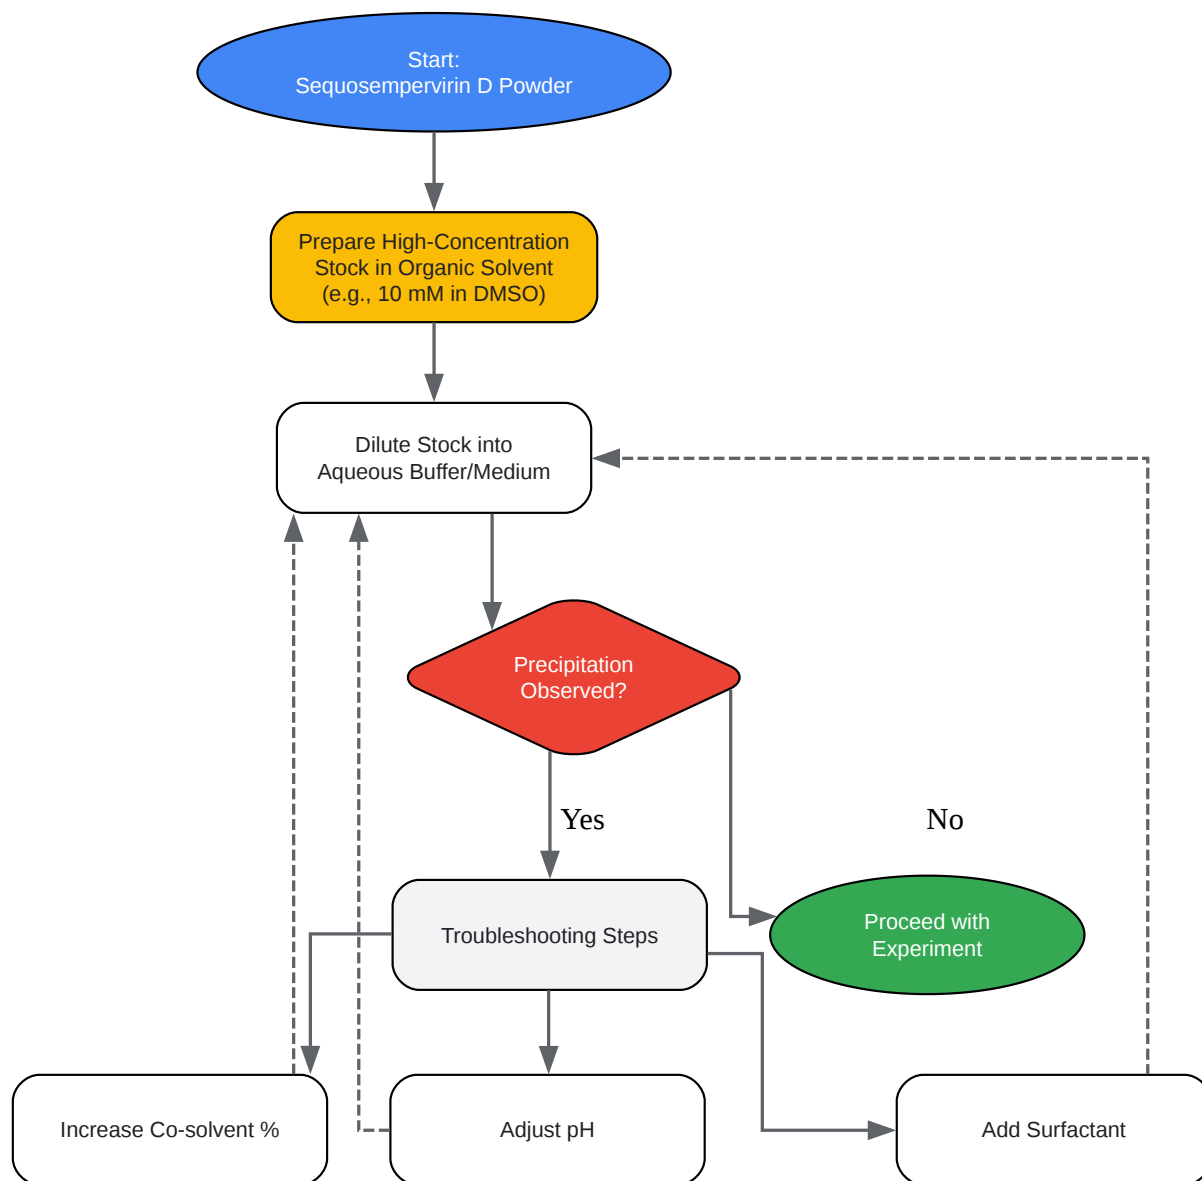 Start:
Sequosempervirin D Powder
Prepare High-Concentration
Stock in Organic Solvent
(e.g., 10 mM in DMSO)
Dilute Stock into
Aqueous Buffer/Medium
Precipitation
Observed?
Yes
No
Troubleshooting Steps
Proceed with
Experiment
Increase Co-solvent %
Adjust pH
Add Surfactant